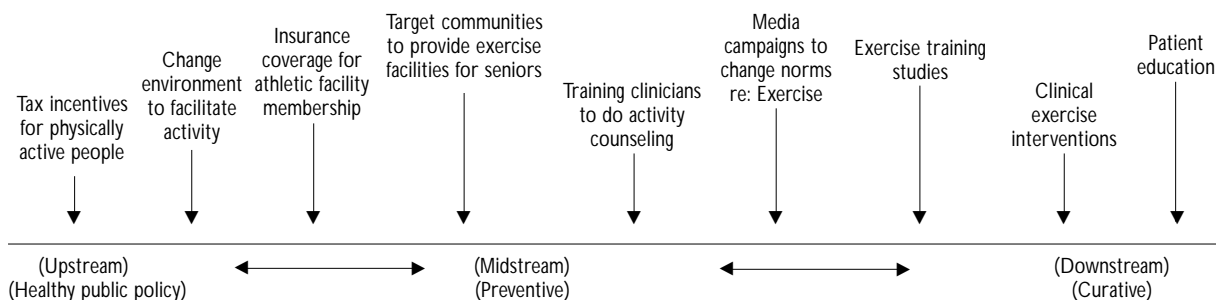 Tax incentives
for physically
active people
Change
environment
to facilitate
activity
Insurance
coverage for
athletic facility
membership
Target communities
to provide exercise
facilities for seniors
Training clinicians
to do activity
counseling
Media
campaigns to
change norms
re: Exercise
Exercise training
studies
Clinical
exercise
interventions
Patient
education
(Upstream)
(Healthy public policy)
(Midstream)
(Preventive)
(Downstream)
(Curative)